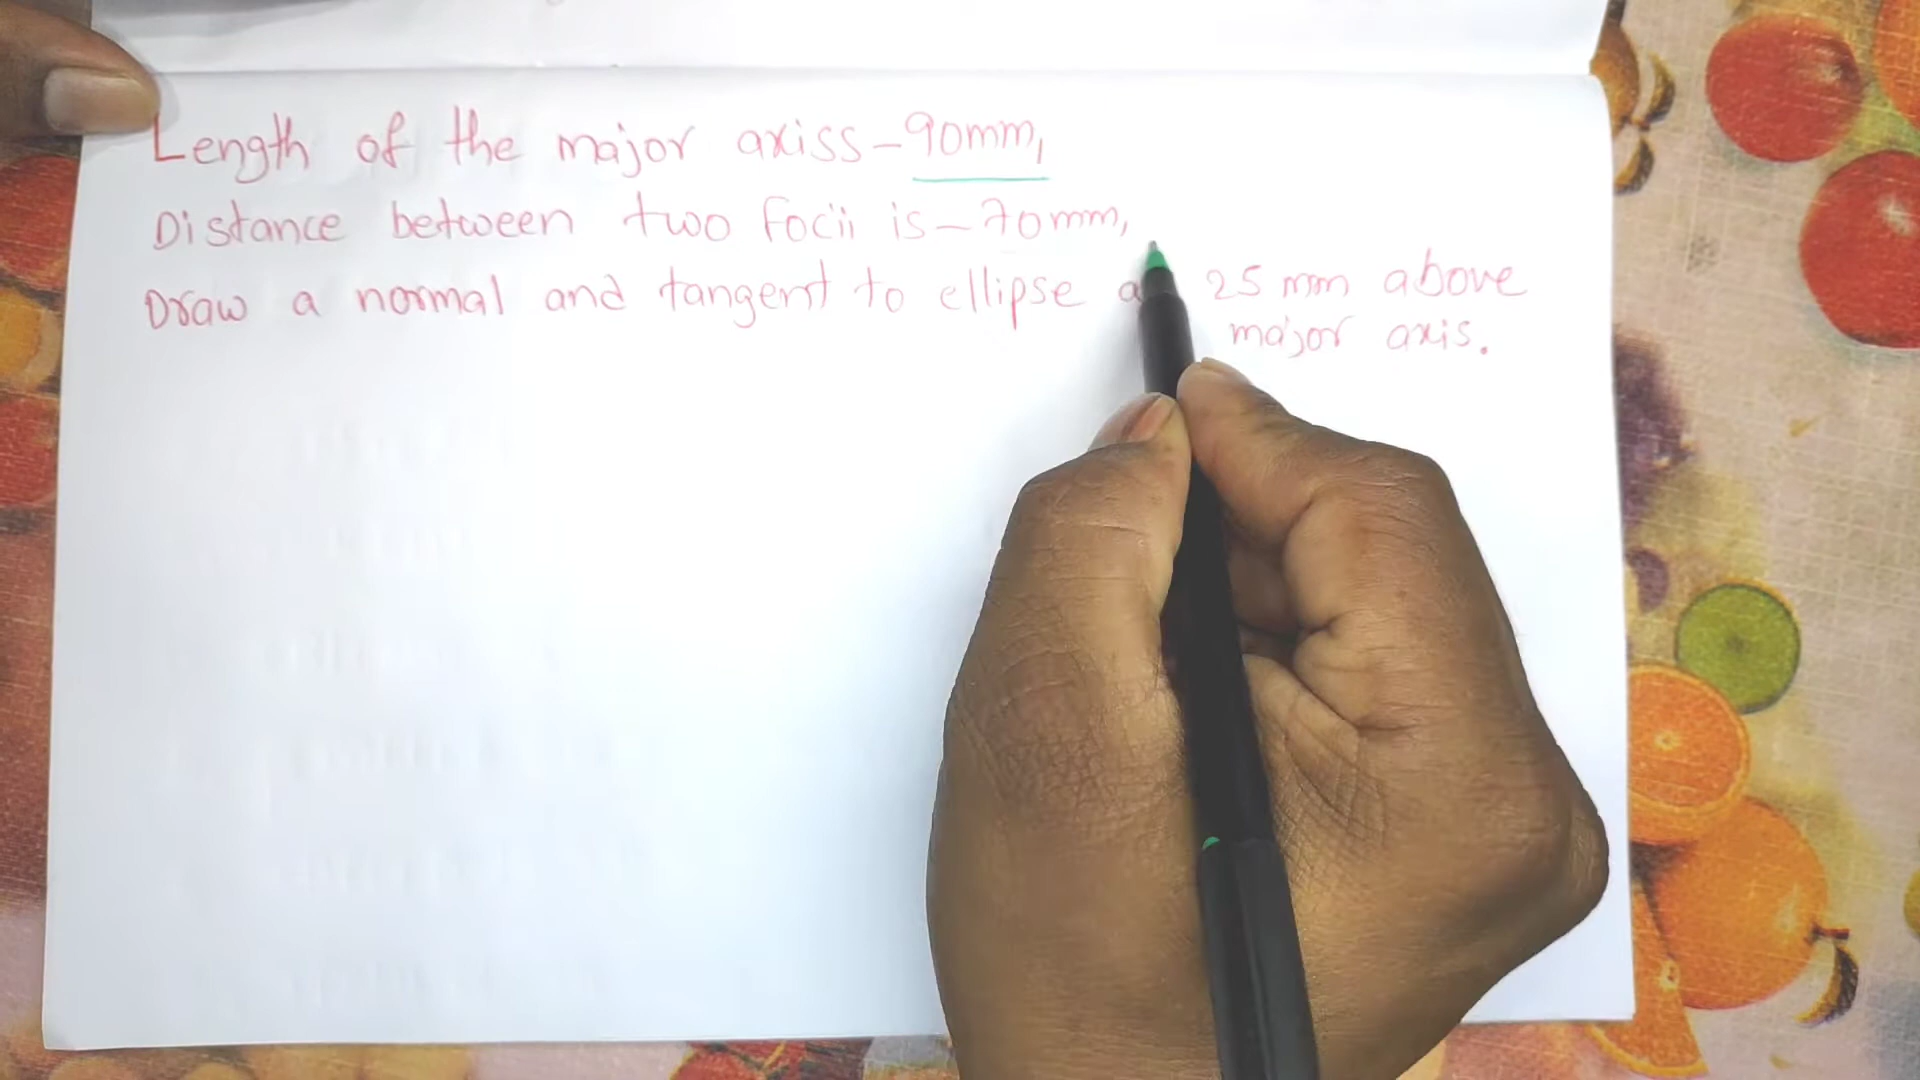 Length of the major axiss-90mm,
Distance between two focii is-70mm,
Draw a normal and tangent to ellipse 25 mm above
major axis.